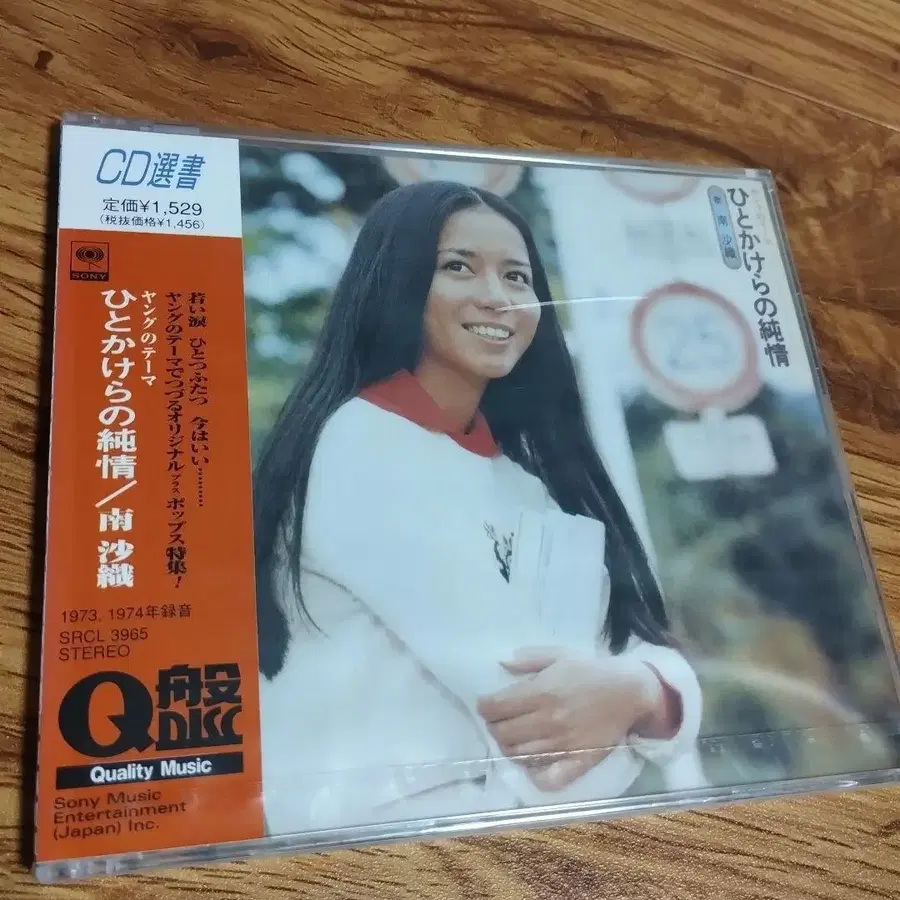 CD選書
定価¥1,529
(税抜価格¥1,456)
SONY
ヤングのテーマ
ひとかけらの純情/南 沙織
若い涙 ひとつふたつ 今はいい…………
ヤングのテーマでつづるオリジナルプラスポップス特集!
1973, 1974年録音
SRCL 3965
STEREO
Q盤
DISC
Quality Music
Sony Music
Entertainment
(Japan) Inc.
ひとかけらの純情
歌 南 沙織
25